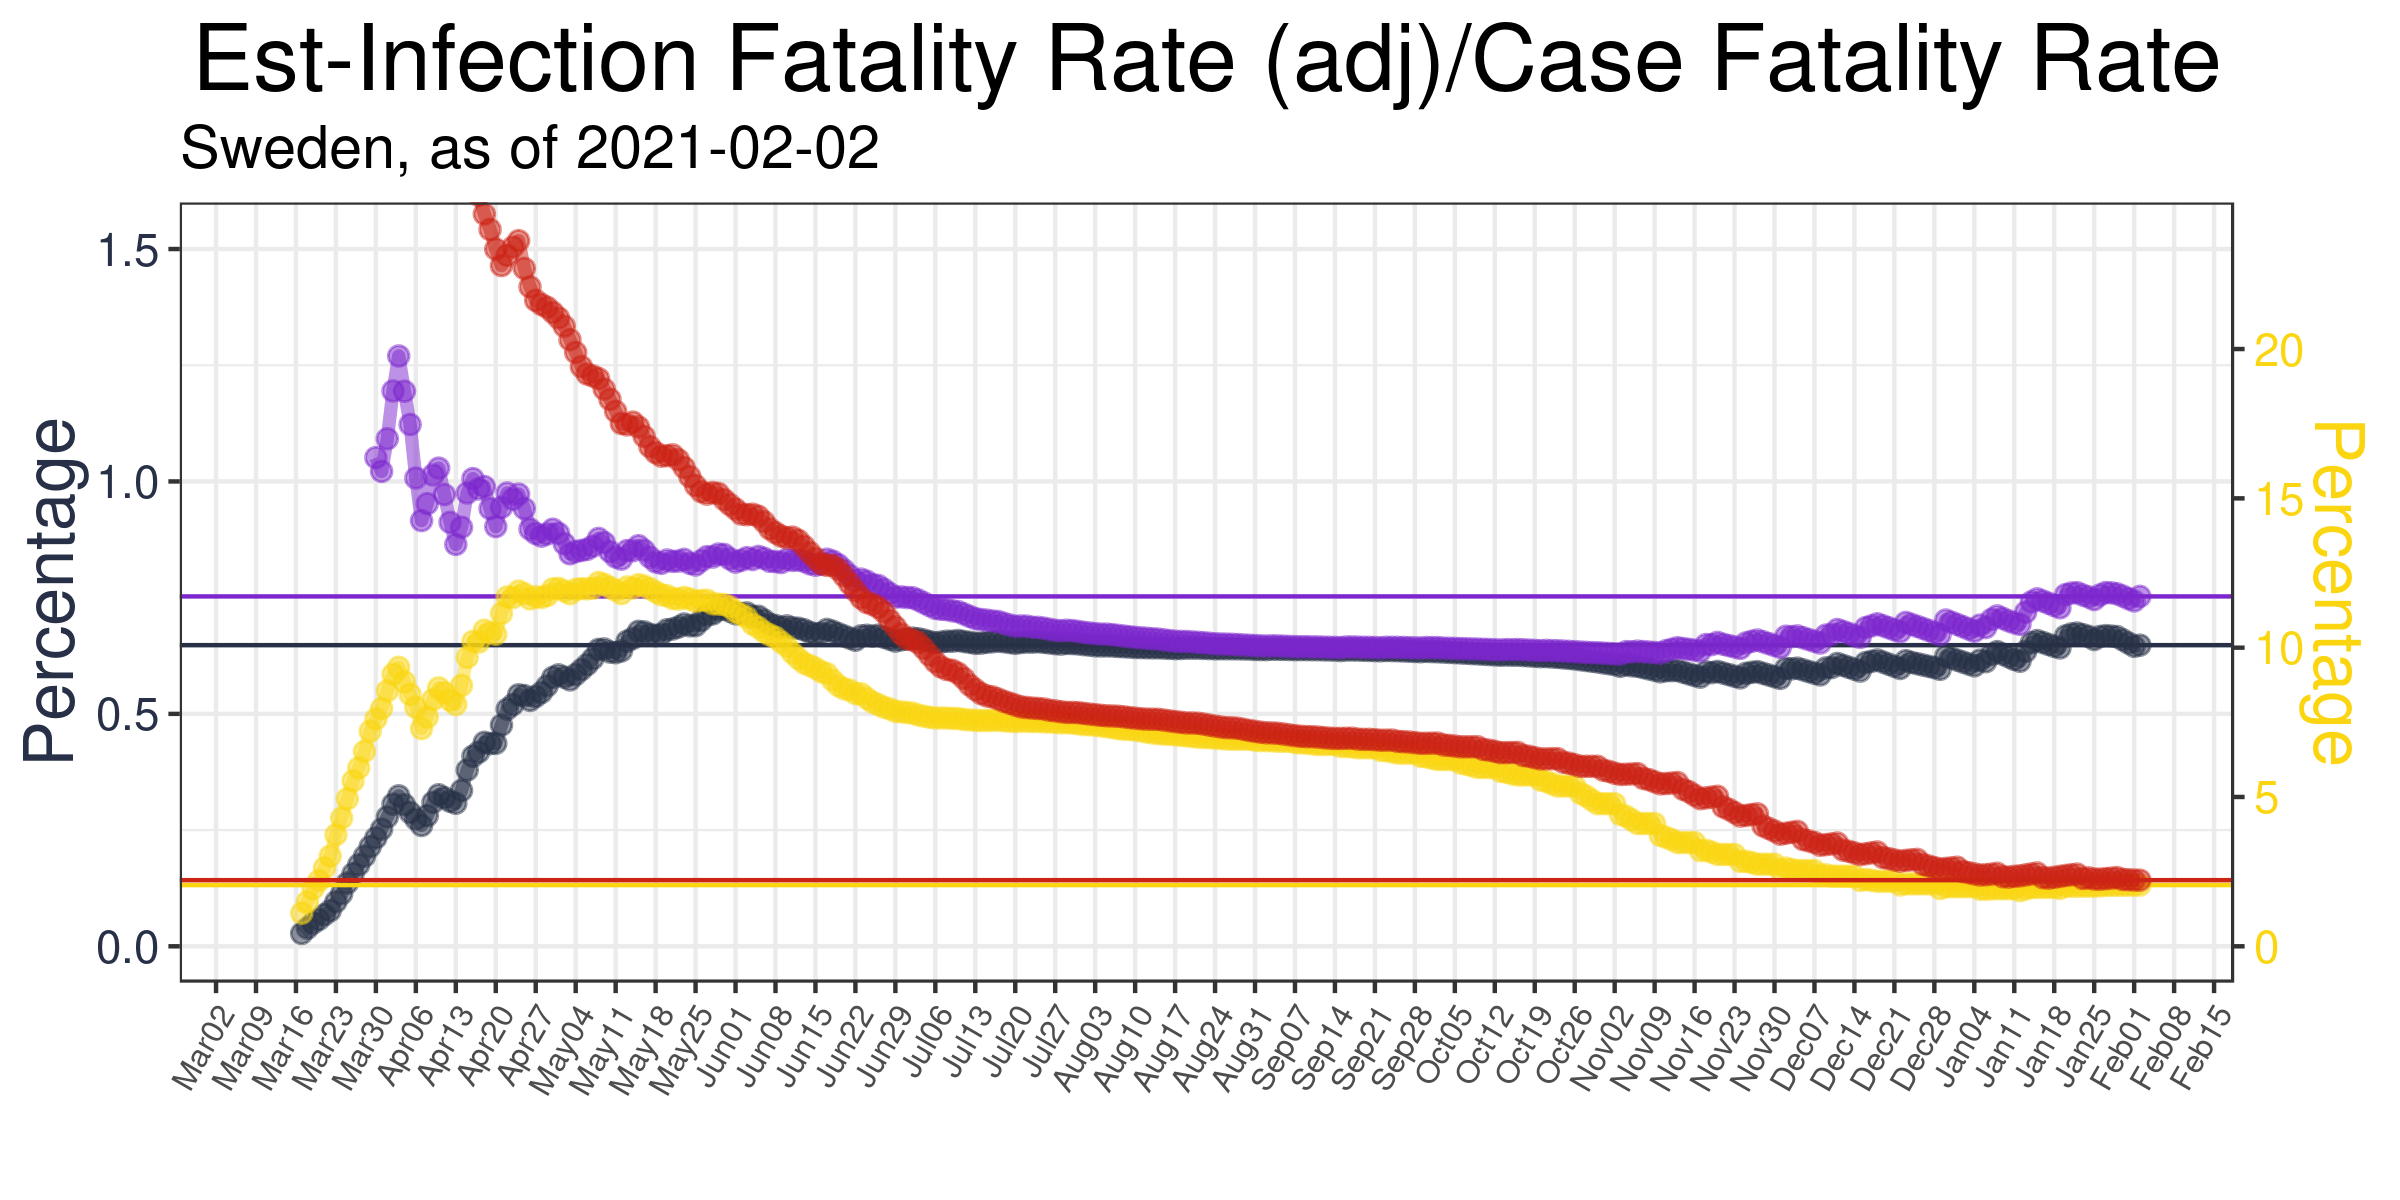 Est-Infection Fatality Rate (adj)/Case Fatality Rate
Sweden, as of 2021-02-02
Percentage
1.5
1.0
0.5
0.0
20
15
10
5
0
Percentage
Mar02
Mar09
Mar16
Mar23
Mar30
Apr06
Apr13
Apr20
Apr27
May04
May11
May18
May25
Jun01
Jun08
Jun15
Jun22
Jun29
Jul06
Jul13
Jul20
Jul27
Aug03
Aug10
Aug17
Aug24
Aug31
Sep07
Sep14
Sep21
Sep28
Oct05
Oct12
Oct19
Oct26
Nov02
Nov09
Nov16
Nov23
Nov30
Dec07
Dec14
Dec21
Dec28
Jan04
Jan11
Jan18
Jan25
Feb01
Feb08
Feb15